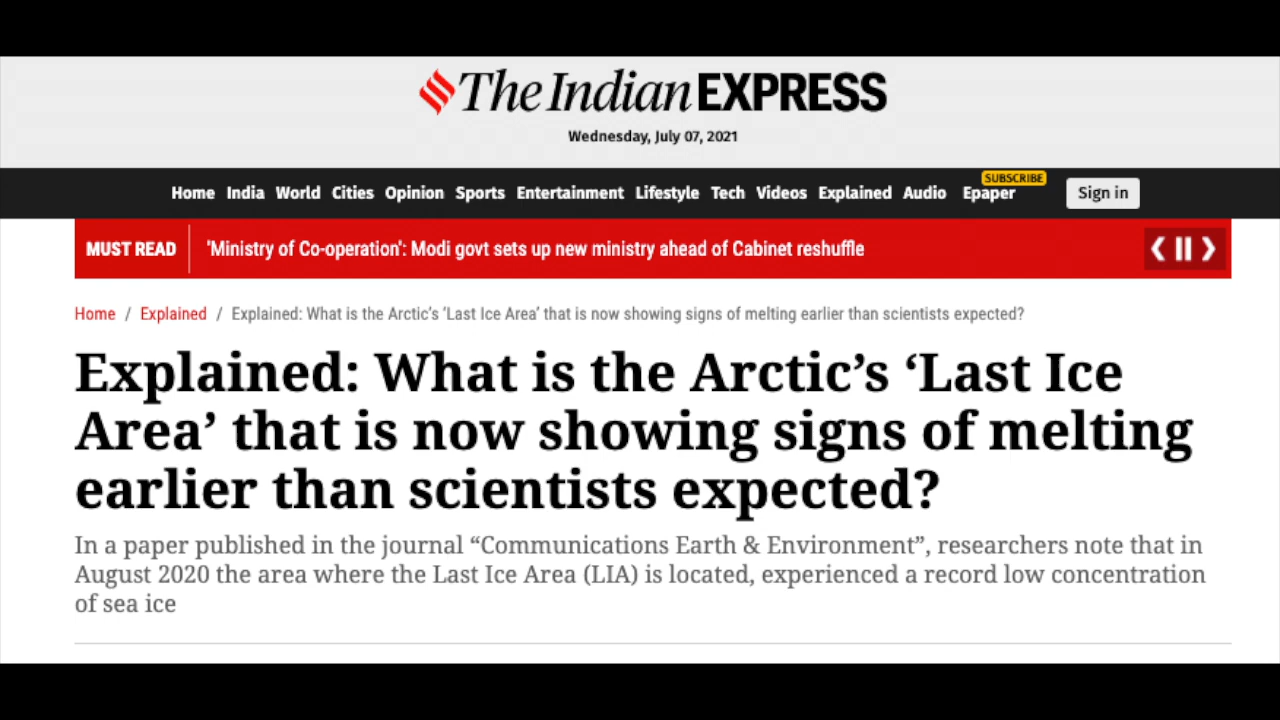 The Indian EXPRESS
Wednesday, July 07, 2021
SUBSCRIBE
Home India World Cities Opinion Sports Entertainment Lifestyle Tech Videos Explained Audio Epaper Sign in
MUST READ 'Ministry of Co-operation': Modi govt sets up new ministry ahead of Cabinet reshuffle
Home / Explained / Explained: What is the Arctic's 'Last Ice Area' that is now showing signs of melting earlier than scientists expected?
Explained: What is the Arctic’s ‘Last Ice
Area’ that is now showing signs of melting
earlier than scientists expected?
In a paper published in the journal “Communications Earth & Environment”, researchers note that in
August 2020 the area where the Last Ice Area (LIA) is located, experienced a record low concentration
of sea ice